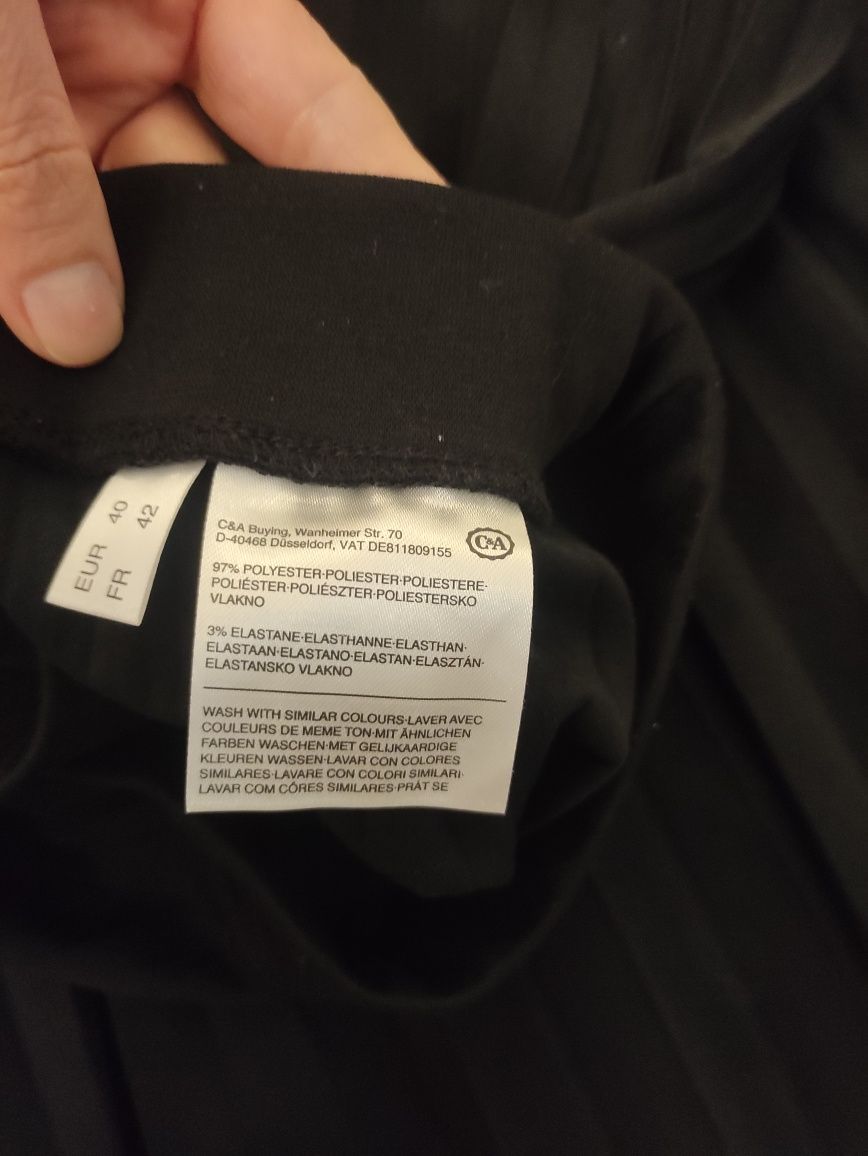 EUR 40
FR 42
C&A Buying, Wanheimer Str. 70
D-40468 Düsseldorf, VAT DE811809155
C&A
97% POLYESTER·POLIESTER·POLIESTERE·
POLIÉSTER·POLIÉSZTER·POLIESTERSKO
VLAKNO
3% ELASTANE·ELASTHANNE·ELASTHAN·
ELASTAAN·ELASTANO·ELASTAN·ELASZTÁN·
ELASTANSKO VLAKNO
WASH WITH SIMILAR COLOURS·LAVER AVEC
COULEURS DE MEME TON·MIT ÄHNLICHEN
FARBEN WASCHEN·MET GELIJKAARDIGE
KLEUREN WASSEN·LAVAR CON COLORES
SIMILARES·LAVARE CON COLORI SIMILARI·
LAVAR COM CÔRES SIMILARES·PRÁT SE